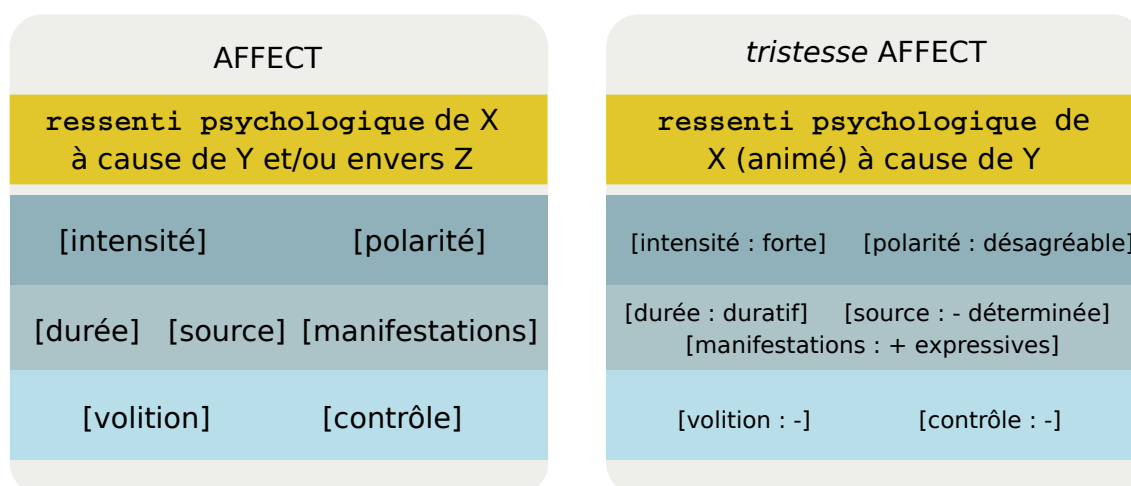 AFFECT
ressenti psychologique de X
à cause de Y et/ou envers Z
[intensité] [polarité]
[durée] [source] [manifestations]
[volition] [contrôle]
tristesse AFFECT
ressenti psychologique de
X (animé) à cause de Y
[intensité : forte] [polarité : désagréable]
[durée : duratif] [source : - déterminée]
[manifestations : + expressives]
[volition : -] [contrôle : -]